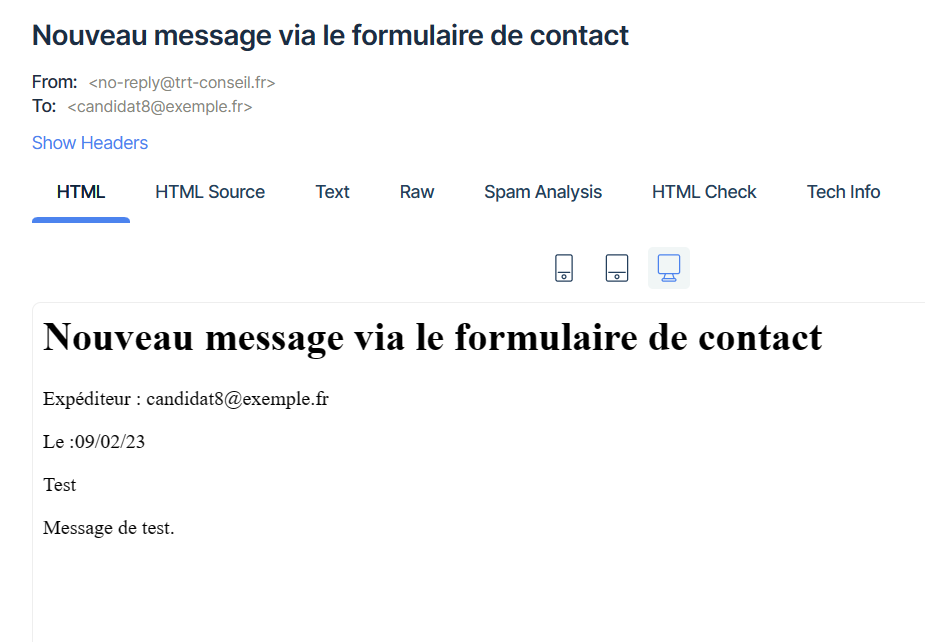 Nouveau message via le formulaire de contact
From: <no-reply@trt-conseil.fr>
To: <candidat8@exemple.fr>
Show Headers
HTML HTML Source Text Raw Spam Analysis HTML Check Tech Info
Nouveau message via le formulaire de contact
Expéditeur : candidat8@exemple.fr
Le :09/02/23
Test
Message de test.